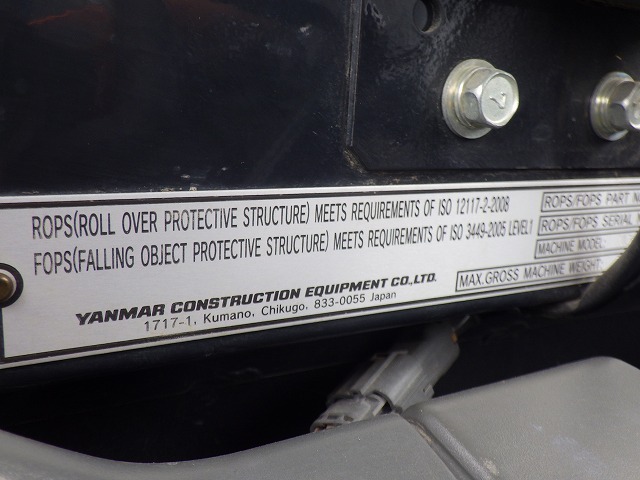 ROPS(ROLL OVER PROTECTIVE STRUCTURE) MEETS REQUIREMENTS OF ISO 12117-2-2008
FOPS(FALLING OBJECT PROTECTIVE STRUCTURE) MEETS REQUIREMENTS OF ISO 3449-2005 LEVEL1
YANMAR CONSTRUCTION EQUIPMENT CO.,LTD.
1717-1, Kumano, Chikugo, 833-0055 Japan
ROPS/FOPS PART
ROPS/FOPS SERIAL
MACHINE MODEL:
MAX.GROSS MACHINE WEIGHT: